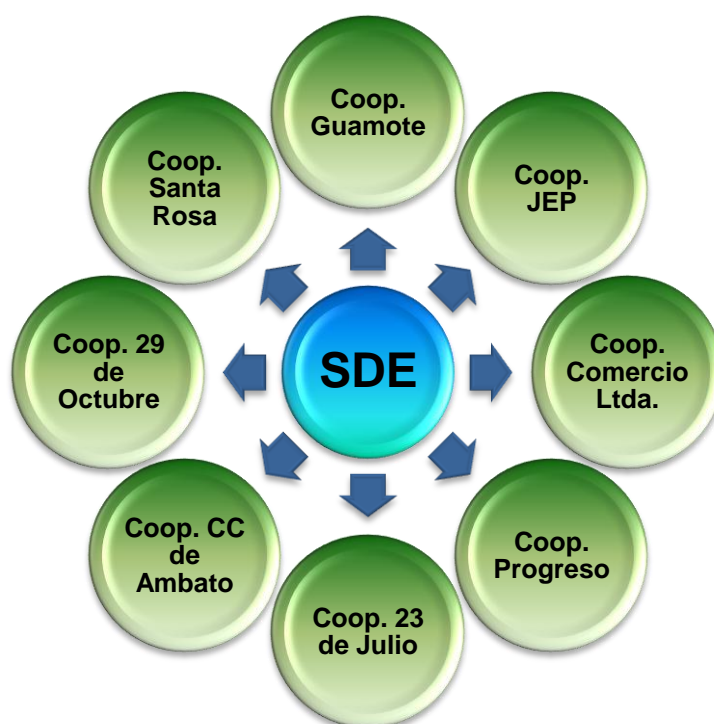 Coop.
Guamote
Coop.
JEP
Coop.
Comercio
Ltda.
Coop.
Progreso
Coop. 23
de Julio
Coop. CC
de
Ambato
Coop. 29
de
Octubre
Coop.
Santa
Rosa
SDE